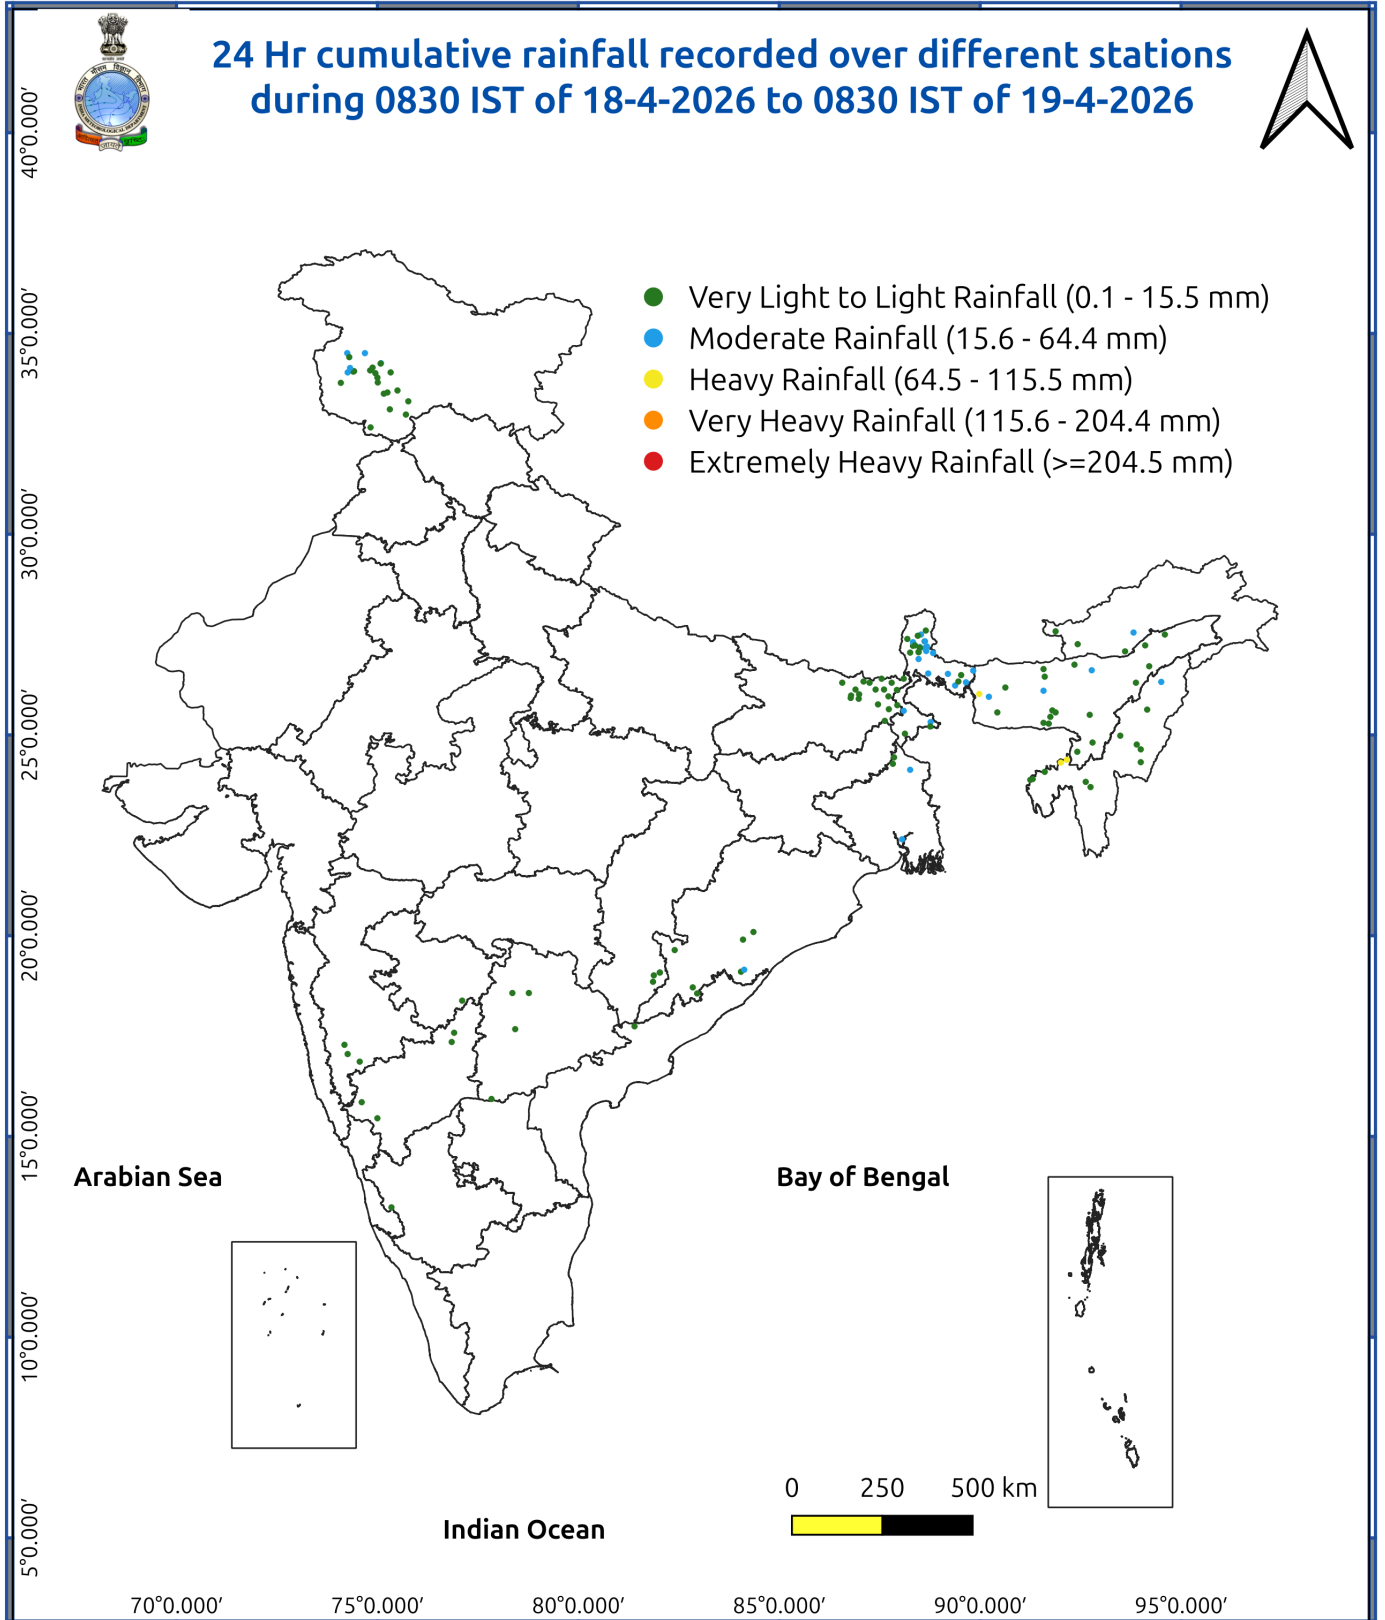 24 Hr cumulative rainfall recorded over different stations
during 0830 IST of 18-4-2026 to 0830 IST of 19-4-2026
Very Light to Light Rainfall (0.1 - 15.5 mm)
Moderate Rainfall (15.6 - 64.4 mm)
Heavy Rainfall (64.5 - 115.5 mm)
Very Heavy Rainfall (115.6 - 204.4 mm)
Extremely Heavy Rainfall (>=204.5 mm)
40°0.000′
35°0.000′
30°0.000′
25°0.000′
20°0.000′
15°0.000′
10°0.000′
5°0.000′
Arabian Sea
Bay of Bengal
0 250 500 km
Indian Ocean
70°0.000′ 75°0.000′ 80°0.000′ 85°0.000′ 90°0.000′ 95°0.000′